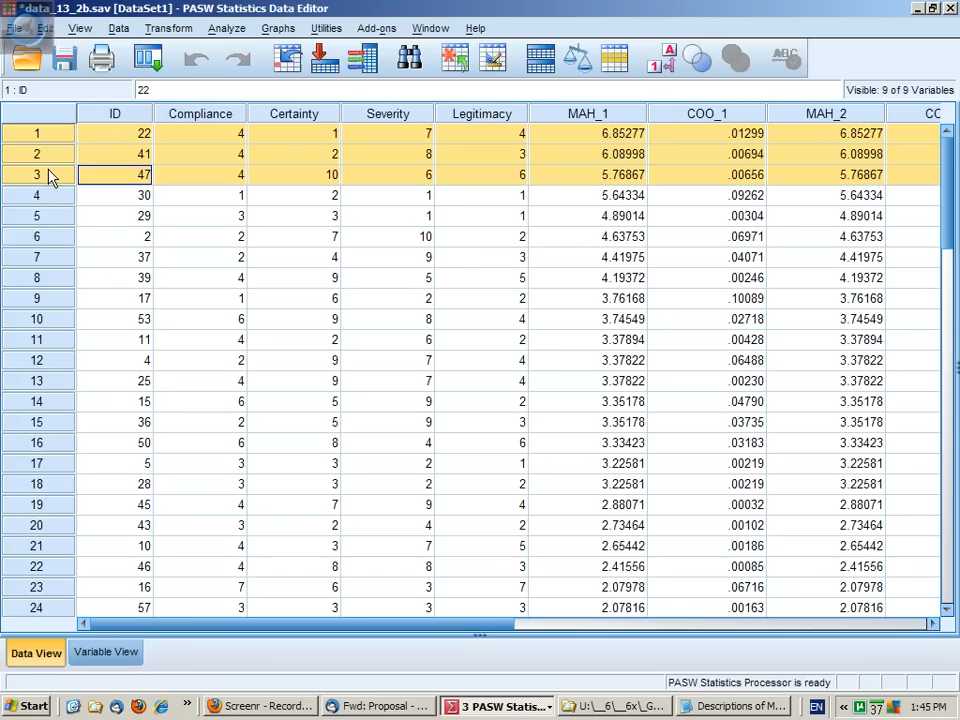 *data_13_2b.sav [DataSet1] - PASW Statistics Data Editor
File Edit View Data Transform Analyze Graphs Utilities Add-ons Window Help
1 : ID 22 Visible: 9 of 9 Variables
ID Compliance Certainty Severity Legitimacy MAH_1 COO_1 MAH_2 CO
1 22 4 1 7 4 6.85277 .01299 6.85277
2 41 4 2 8 3 6.08998 .00694 6.08998
3 47 4 10 6 6 5.76867 .00656 5.76867
4 30 1 2 1 1 5.64334 .09262 5.64334
5 29 3 3 1 1 4.89014 .00304 4.89014
6 2 2 7 10 2 4.63753 .06971 4.63753
7 37 2 4 9 3 4.41975 .04071 4.41975
8 39 4 9 5 5 4.19372 .00246 4.19372
9 17 1 6 2 2 3.76168 .10089 3.76168
10 53 6 9 8 4 3.74549 .02718 3.74549
11 11 4 2 6 2 3.37894 .00428 3.37894
12 4 2 9 7 4 3.37822 .06488 3.37822
13 25 4 9 7 4 3.37822 .00230 3.37822
14 15 6 5 9 2 3.35178 .04790 3.35178
15 36 2 5 9 3 3.35178 .03735 3.35178
16 50 6 8 4 6 3.33423 .03183 3.33423
17 5 3 3 2 1 3.22581 .00219 3.22581
18 28 3 3 2 2 3.22581 .00219 3.22581
19 45 4 7 9 4 2.88071 .00032 2.88071
20 43 3 2 4 2 2.73464 .00102 2.73464
21 10 4 3 7 5 2.65442 .00186 2.65442
22 46 4 8 8 3 2.41556 .00085 2.41556
23 16 7 6 3 7 2.07978 .06716 2.07978
24 57 3 3 3 3 2.07816 .00163 2.07816
Data View Variable View
PASW Statistics Processor is ready
Start » Screenr - Record... Fwd: Proposal - ... 3 PASW Statis... U:\__6\__6x\_G... Descriptions of M... EN « 37 1:45 PM